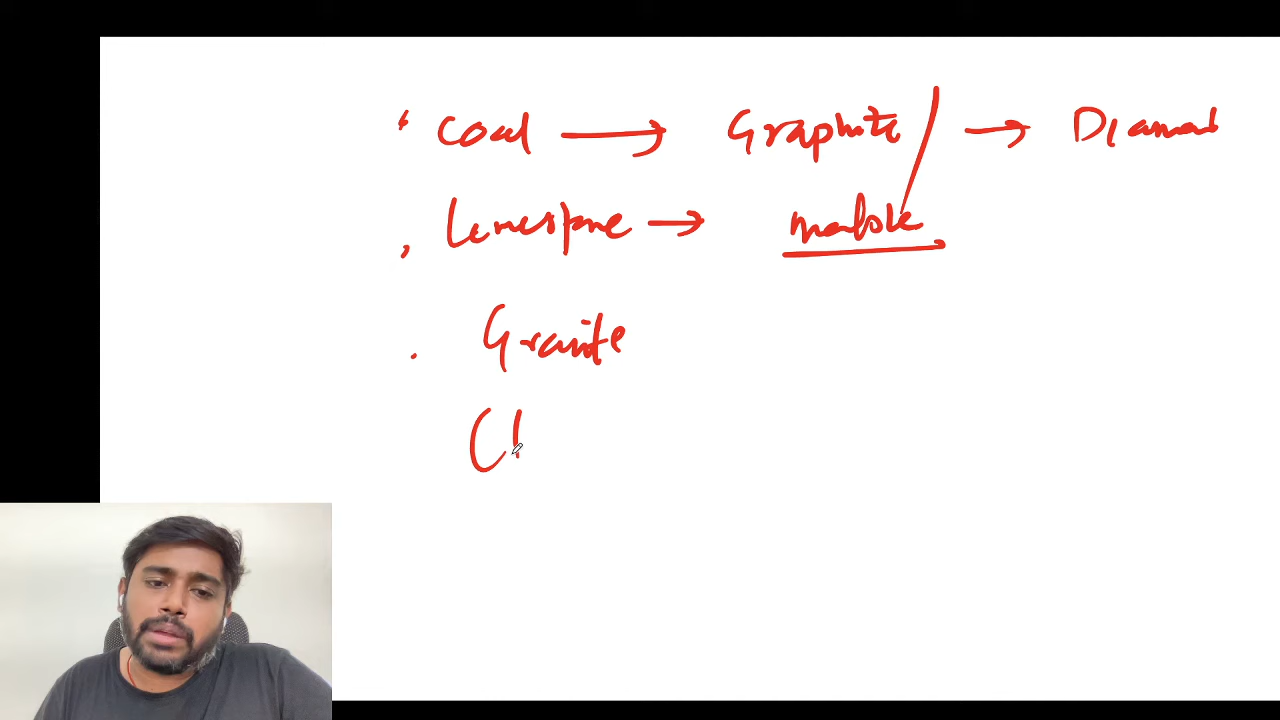 Coal → Graphite / → Diamond
Limestone → marble
Granite
Cl